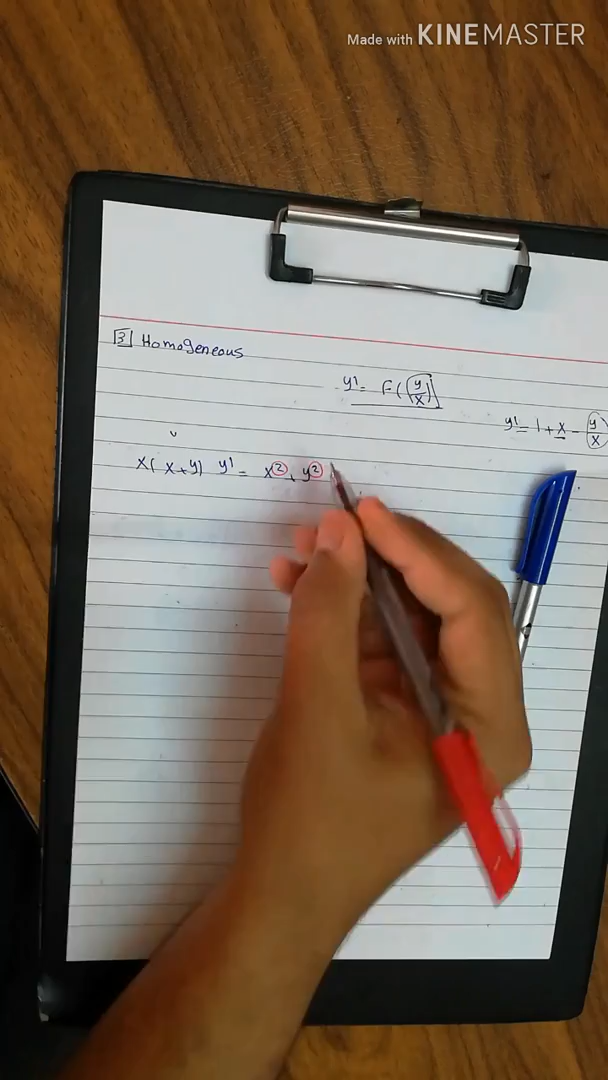 Made with KINEMASTER
[3] Homogeneous
y' = F(y/x)
y' = 1 + x - y/x
x( x+y) y' = x² + y²